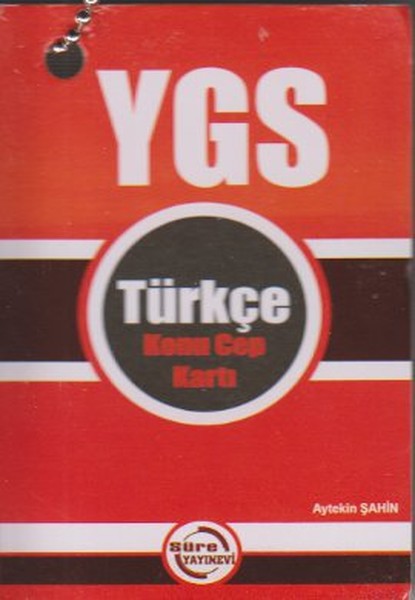 YGS
Türkçe
Konu Cep
Kartı
Aytekin ŞAHİN
Süre
YAYINEVİ